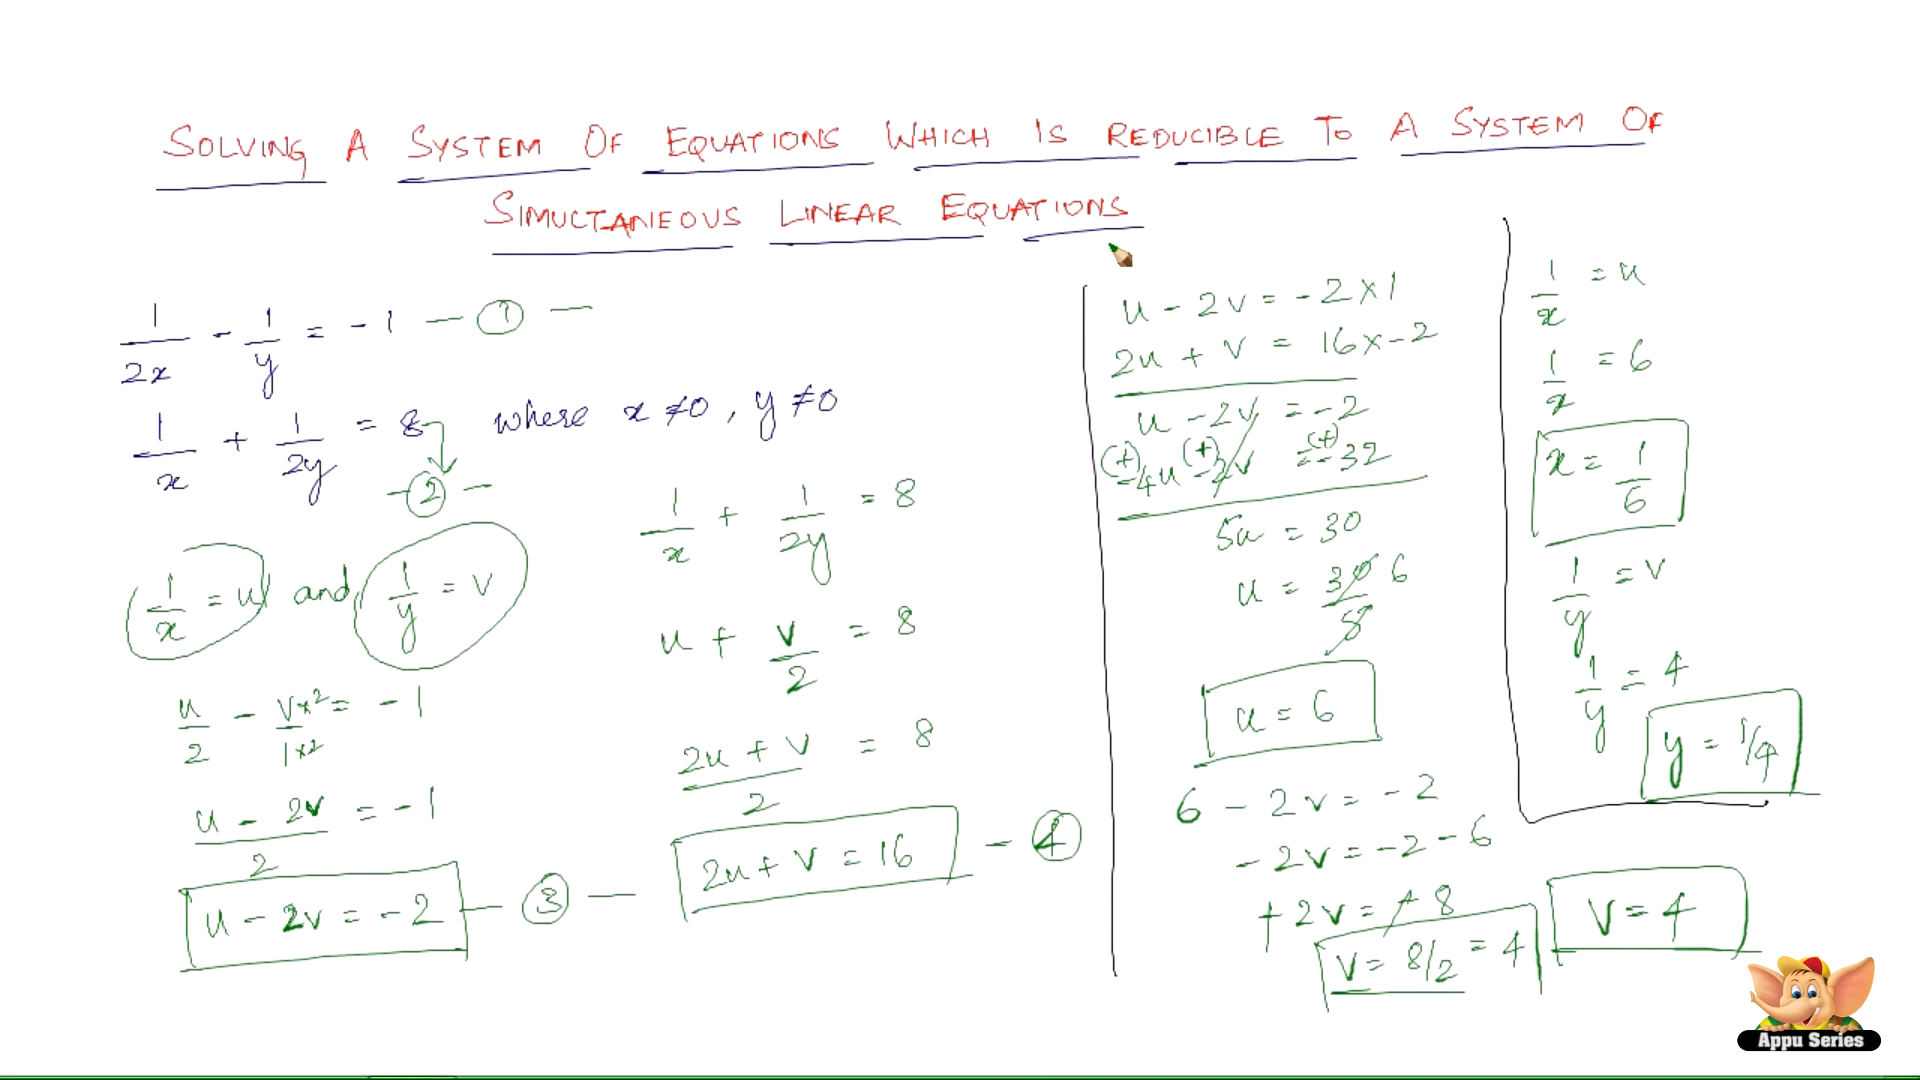 SOLVING A SYSTEM OF EQUATIONS WHICH IS REDUCIBLE TO A SYSTEM OF
SIMULTANEOUS LINEAR EQUATIONS
1/2x - 1/y = -1 — ① —
1/x + 1/2y = 8 where x ≠ 0, y ≠ 0
- ② -
1/x = u and 1/y = v
u/2 - v×2/1×2 = -1
u - 2v/2 = -1
u - 2v = -2 — ③ —
1/x + 1/2y = 8
u + v/2 = 8
2u + v/2 = 8
2u + v = 16 - ④
u - 2v = -2 × 1
2u + v = 16 × -2
u - 2v = -2
(+) (+) (+)
-4u -2v = -32
5u = 30
u = 30/5 6
u = 6
6 - 2v = -2
-2v = -2 - 6
+2v = +8
v = 8/2 = 4
v = 4
1/x = u
1/x = 6
x = 1/6
1/y = v
1/y = 4
y = 1/4
Appu Series